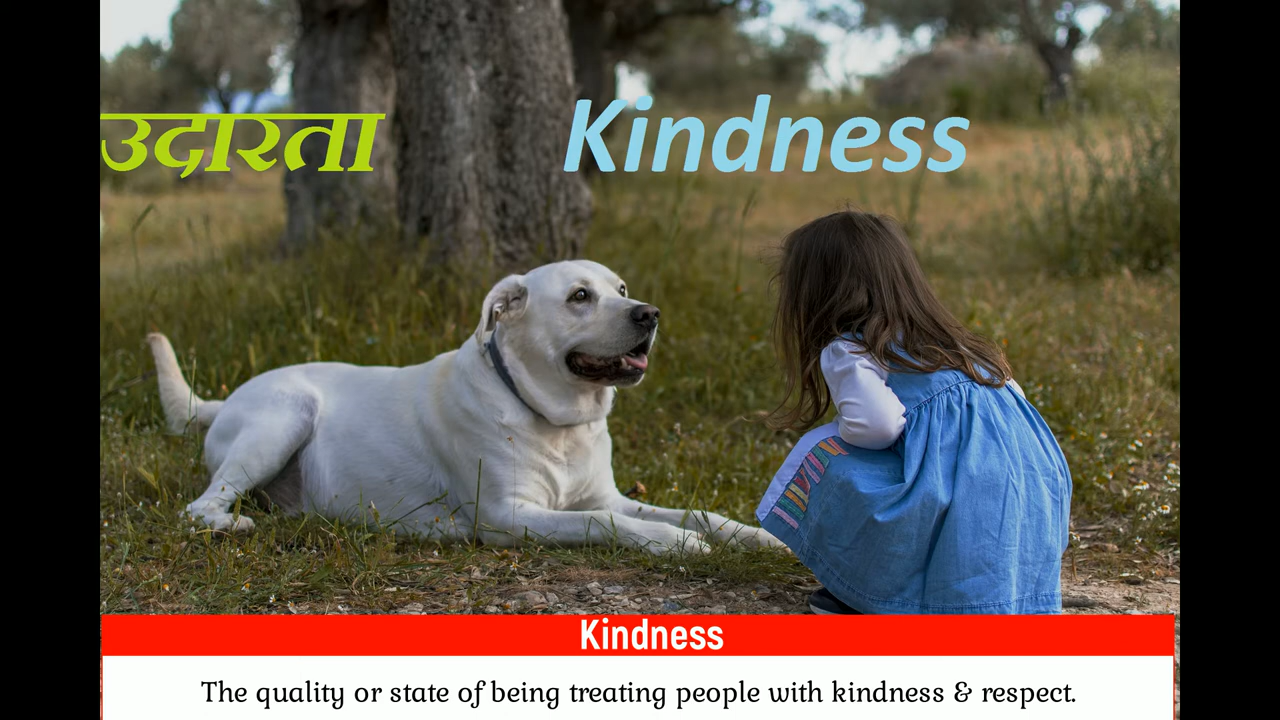 उदारता
Kindness
Kindness
The quality or state of being treating people with kindness & respect.